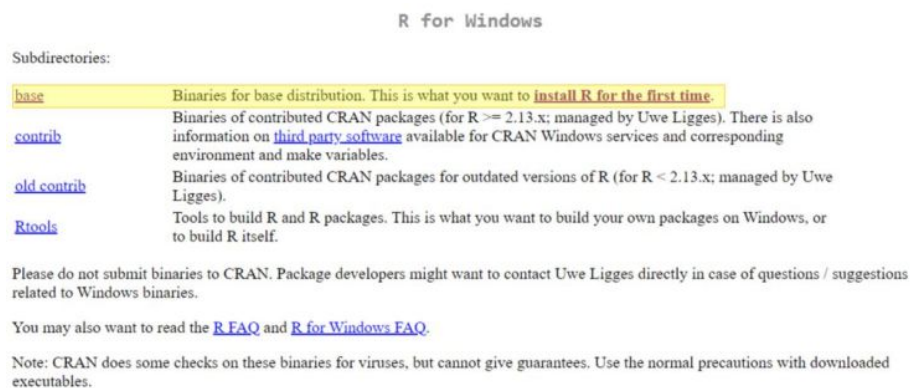 R for Windows
Subdirectories:
base Binaries for base distribution. This is what you want to install R for the first time.
Binaries of contributed CRAN packages (for R >= 2.13.x; managed by Uwe Ligges). There is also
contrib information on third party software available for CRAN Windows services and corresponding
environment and make variables.
old contrib Binaries of contributed CRAN packages for outdated versions of R (for R < 2.13.x; managed by Uwe
Ligges).
Rtools Tools to build R and R packages. This is what you want to build your own packages on Windows, or
to build R itself.
Please do not submit binaries to CRAN. Package developers might want to contact Uwe Ligges directly in case of questions / suggestions
related to Windows binaries.
You may also want to read the R FAQ and R for Windows FAQ.
Note: CRAN does some checks on these binaries for viruses, but cannot give guarantees. Use the normal precautions with downloaded
executables.